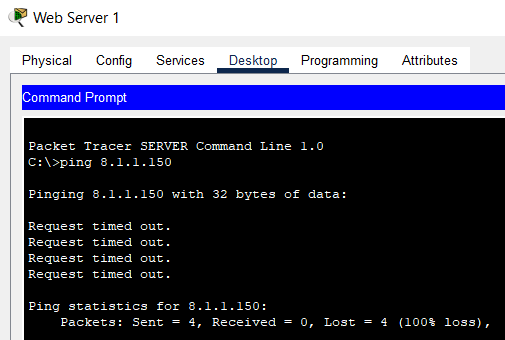 Web Server 1
Physical Config Services Desktop Programming Attributes
Command Prompt
Packet Tracer SERVER Command Line 1.0
C:\>ping 8.1.1.150
Pinging 8.1.1.150 with 32 bytes of data:
Request timed out.
Request timed out.
Request timed out.
Request timed out.
Ping statistics for 8.1.1.150:
Packets: Sent = 4, Received = 0, Lost = 4 (100% loss),